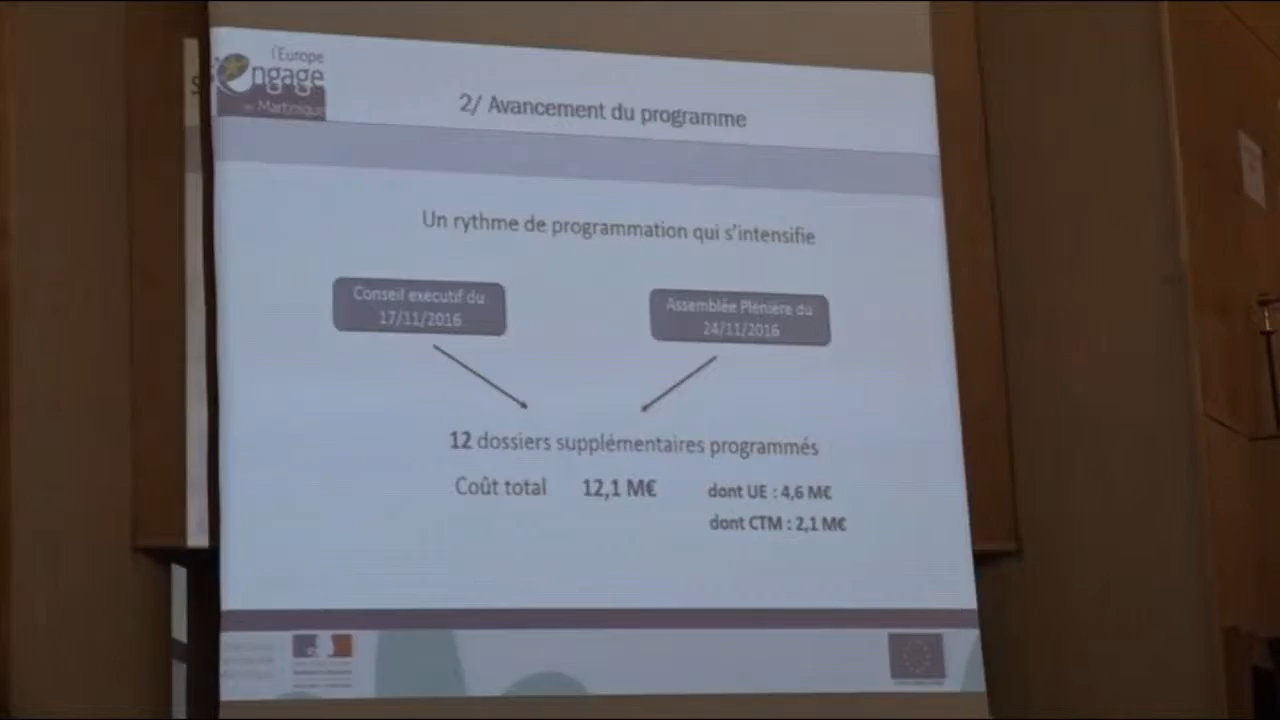 l'Europe
s'engage
en Martinique
2/ Avancement du programme
Un rythme de programmation qui s'intensifie
Conseil exécutif du
17/11/2016
Assemblée Plénière du
24/11/2016
12 dossiers supplémentaires programmés
Coût total 12,1 M€ dont UE : 4,6 M€
dont CTM : 2,1 M€